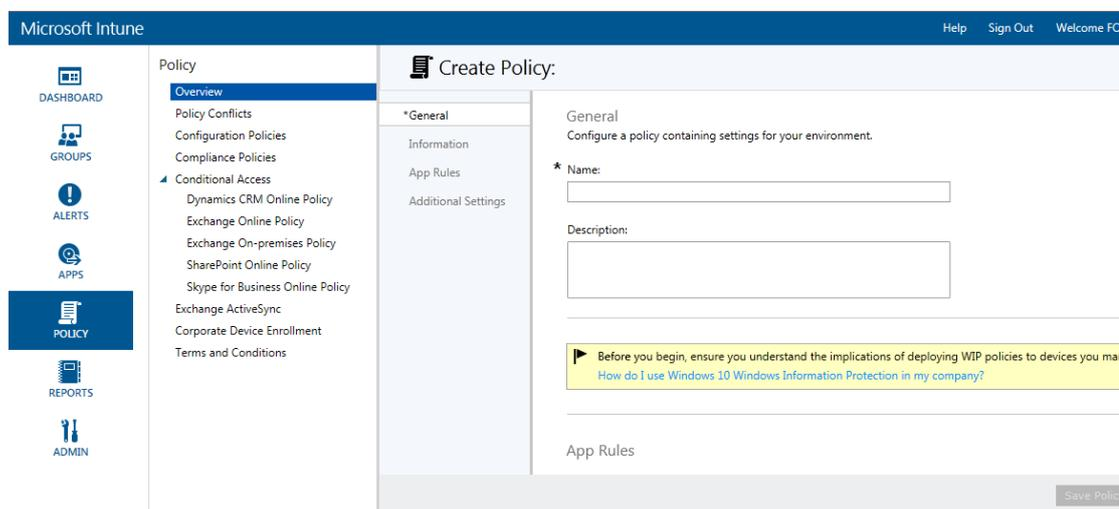 Microsoft Intune
Help
Sign Out
Welcome
DASHBOARD
GROUPS
ALERTS
APPS
POLICY
REPORTS
ADMIN
Policy
Overview
Policy Conflicts
Configuration Policies
Compliance Policies
Conditional Access
Dynamics CRM Online Policy
Exchange Online Policy
Exchange On-premises Policy
SharePoint Online Policy
Skype for Business Online Policy
Exchange ActiveSync
Corporate Device Enrollment
Terms and Conditions
Create Policy:
*General
Information
App Rules
Additional Settings
General
Configure a policy containing settings for your environment.
* Name:
Description:
Before you begin, ensure you understand the implications of deploying WIP policies to devices you
How do I use Windows 10 Windows Information Protection in my company?
App Rules
Save